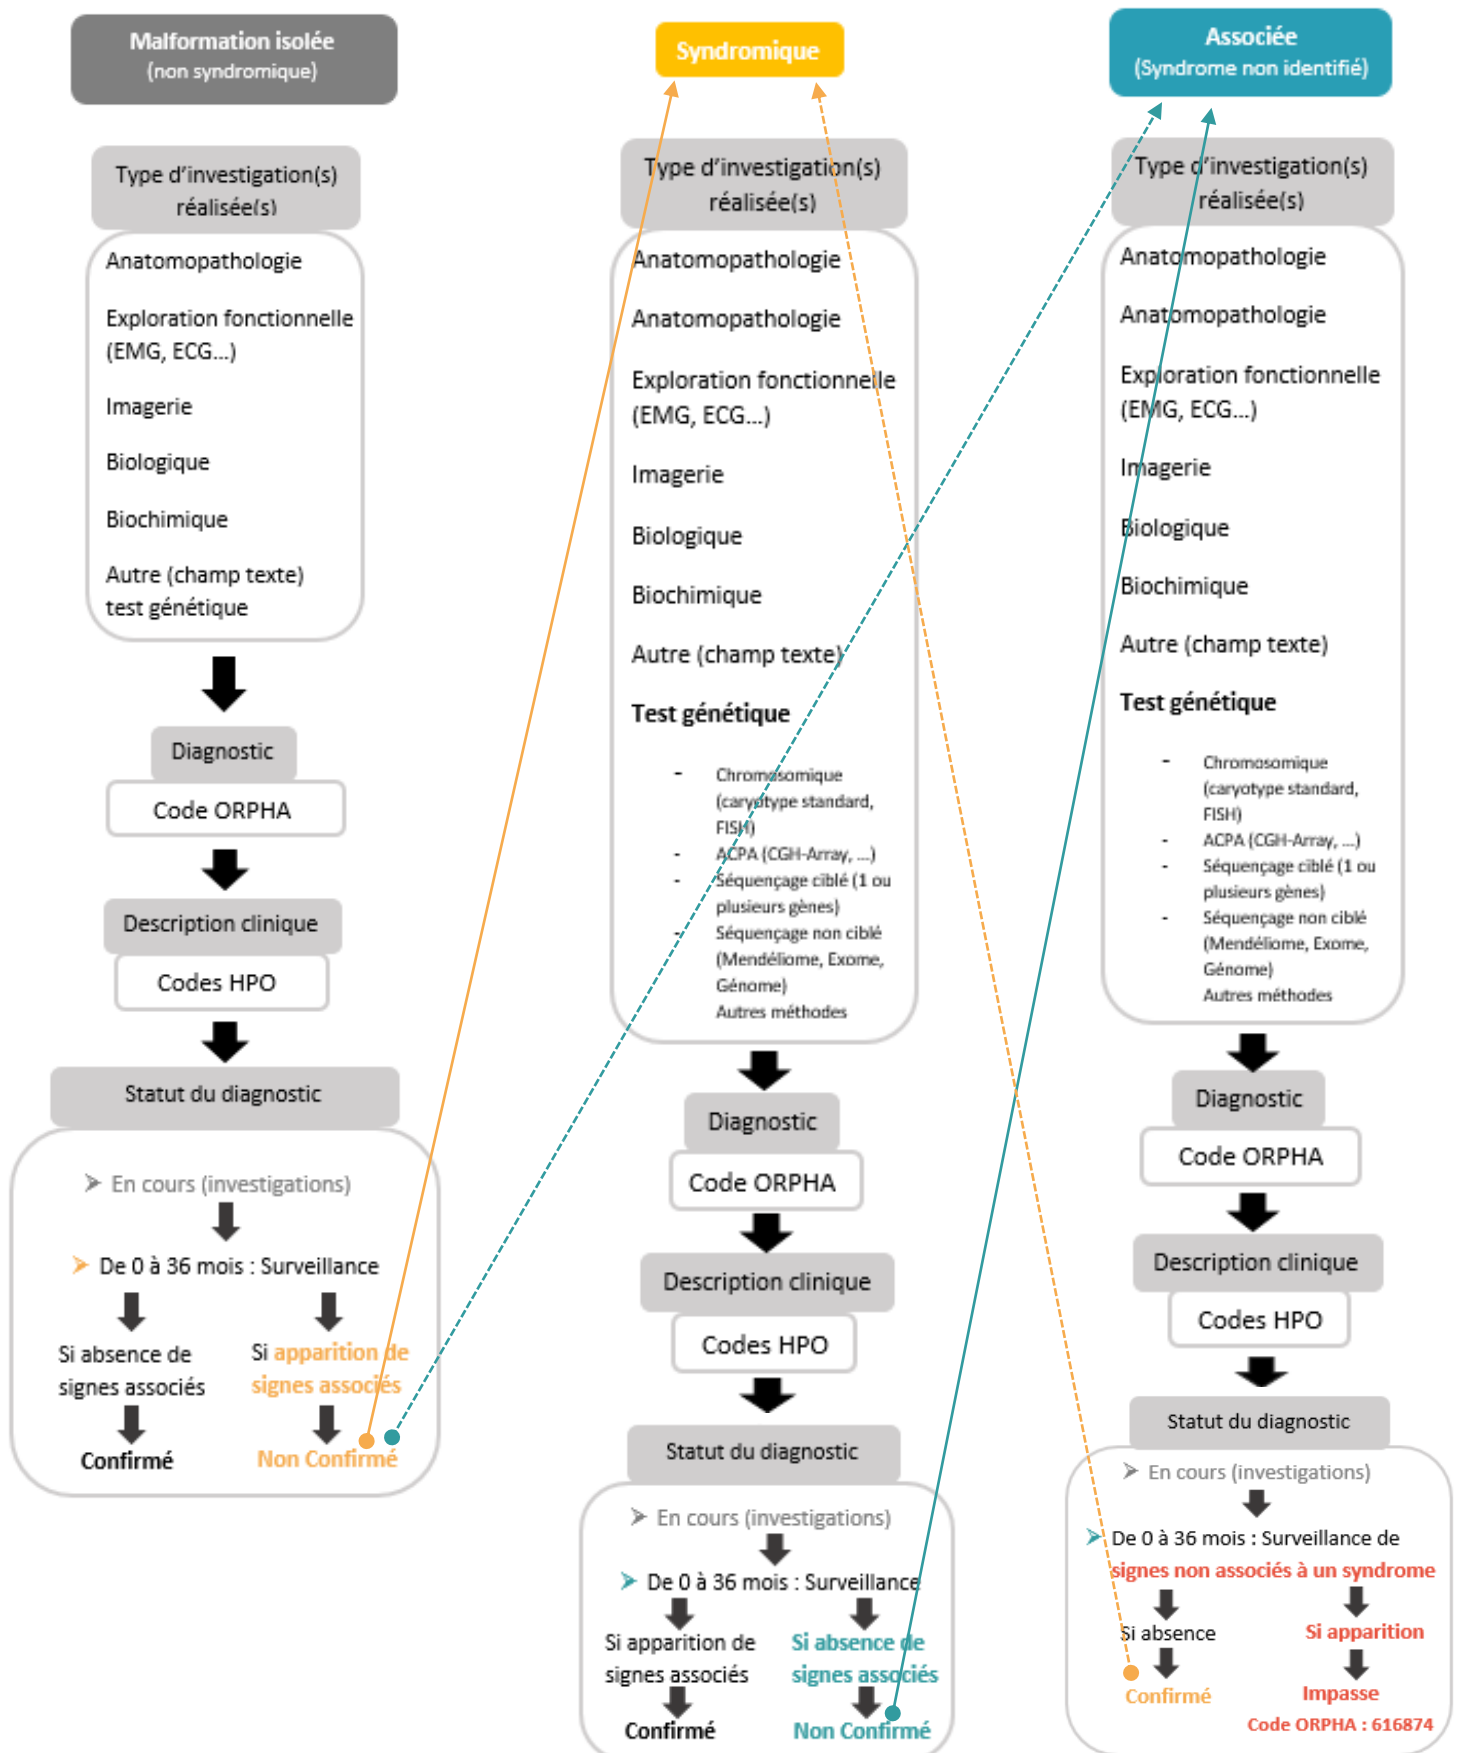 Malformation isolée
(non syndromique)
Type d'investigation(s)
réalisée(s)
Anatomopathologie
Exploration fonctionnelle
(EMG, ECG...)
Imagerie
Biologique
Biochimique
Autre (champ texte)
test génétique
Diagnostic
Code ORPHA
Description clinique
Codes HPO
Statut du diagnostic
➢ En cours (investigations)
➢ De 0 à 36 mois : Surveillance
Si absence de
signes associés
Confirmé
Si apparition de
signes associés
Non Confirmé
Syndromique
Type d'investigation(s)
réalisée(s)
Anatomopathologie
Anatomopathologie
Exploration fonctionnelle
(EMG, ECG...)
Imagerie
Biologique
Biochimique
Autre (champ texte)
Test génétique
- Chromosomique
(caryotype standard,
FISH)
- ACPA (CGH-Array, ...)
- Séquençage ciblé (1 ou
plusieurs gènes)
- Séquençage non ciblé
(Mendéliome, Exome,
Génome)
Autres méthodes
Diagnostic
Code ORPHA
Description clinique
Codes HPO
Statut du diagnostic
➢ En cours (investigations)
➢ De 0 à 36 mois : Surveillance
Si apparition de
signes associés
Confirmé
Si absence de
signes associés
Non Confirmé
Associée
(Syndrome non identifié)
Type d'investigation(s)
réalisée(s)
Anatomopathologie
Anatomopathologie
Exploration fonctionnelle
(EMG, ECG...)
Imagerie
Biologique
Biochimique
Autre (champ texte)
Test génétique
- Chromosomique
(caryotype standard,
FISH)
- ACPA (CGH-Array, ...)
- Séquençage ciblé (1 ou
plusieurs gènes)
- Séquençage non ciblé
(Mendéliome, Exome,
Génome)
Autres méthodes
Diagnostic
Code ORPHA
Description clinique
Codes HPO
Statut du diagnostic
➢ En cours (investigations)
➢ De 0 à 36 mois : Surveillance de
signes non associés à un syndrome
Si absence
Confirmé
Si apparition
Impasse
Code ORPHA : 616874